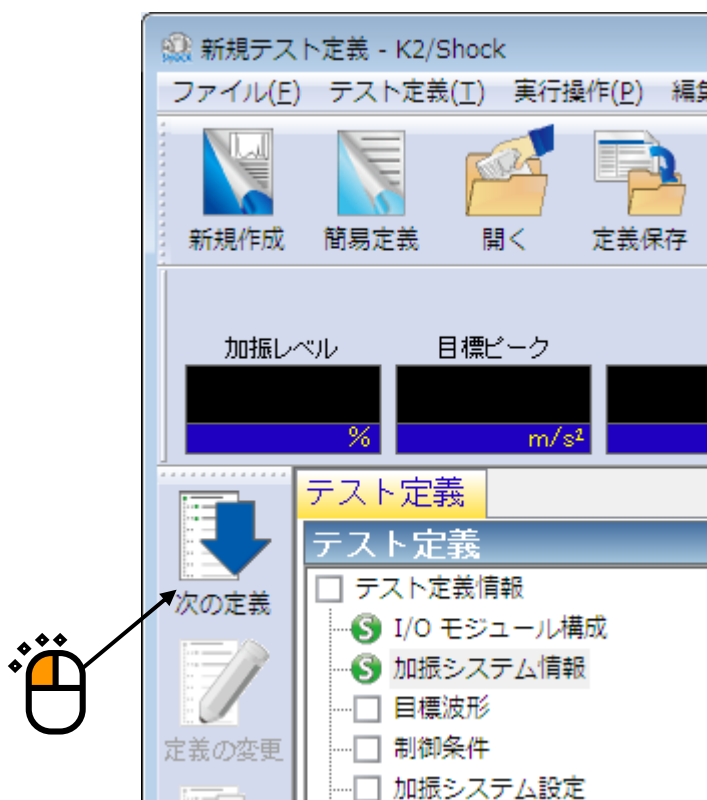 新規テスト定義 - K2/Shock
ファイル(F) テスト定義(T) 実行操作(P) 編集
新規作成 簡易定義 開く 定義保存
加振レベル 目標ピーク
% m/s²
テスト定義
テスト定義
次の定義
定義の変更
テスト定義情報
I/O モジュール構成
加振システム情報
目標波形
制御条件
加振システム設定